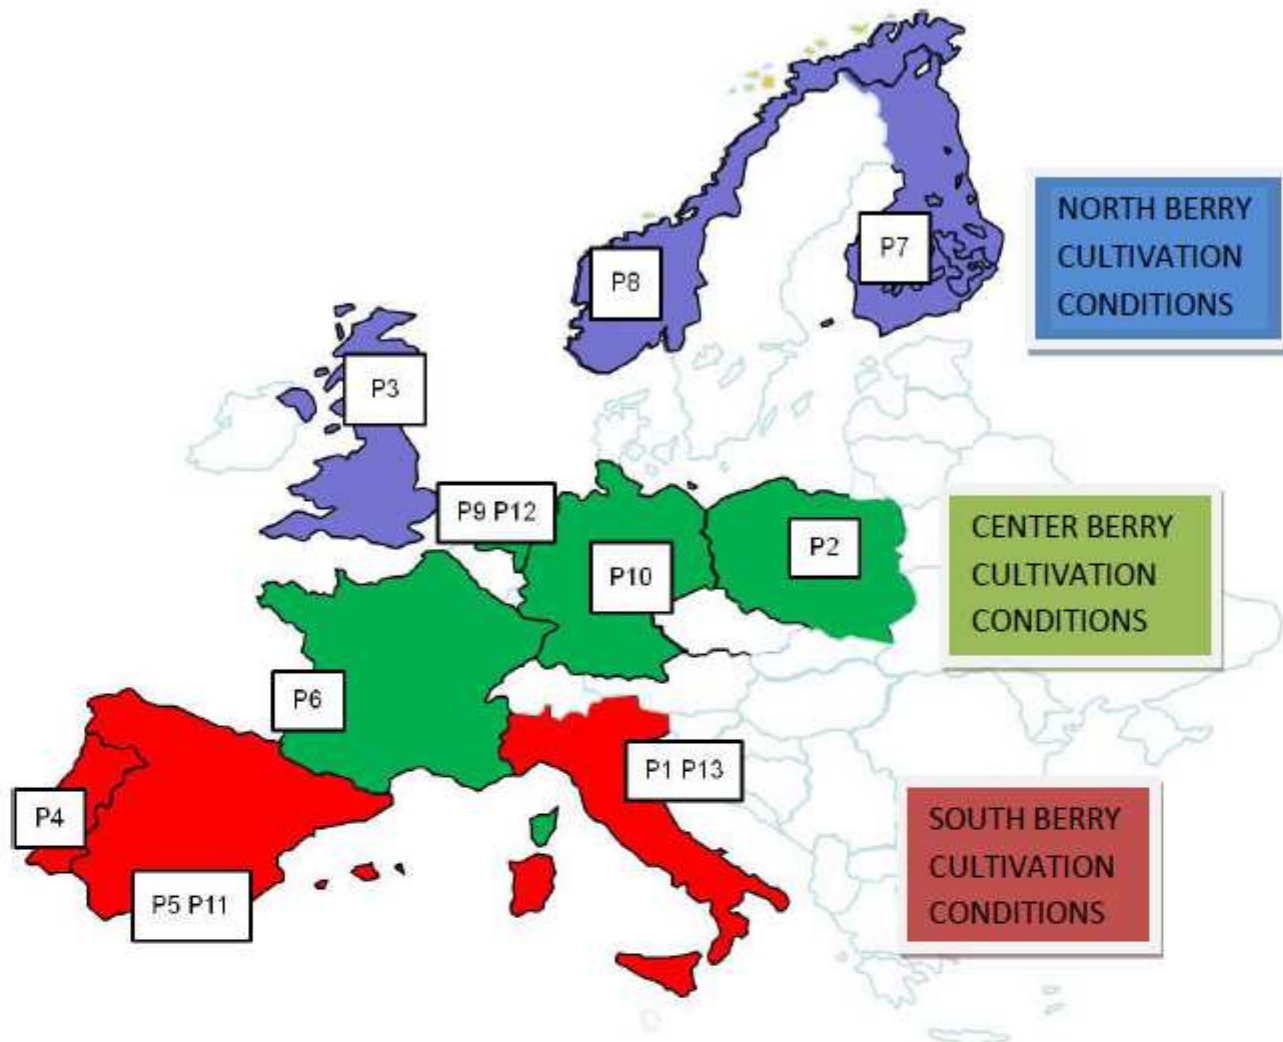 NORTH BERRY
CULTIVATION
CONDITIONS
P7
P8
P3
P9 P12
P10
P2
CENTER BERRY
CULTIVATION
CONDITIONS
P6
P1 P13
P4
P5 P11
SOUTH BERRY
CULTIVATION
CONDITIONS